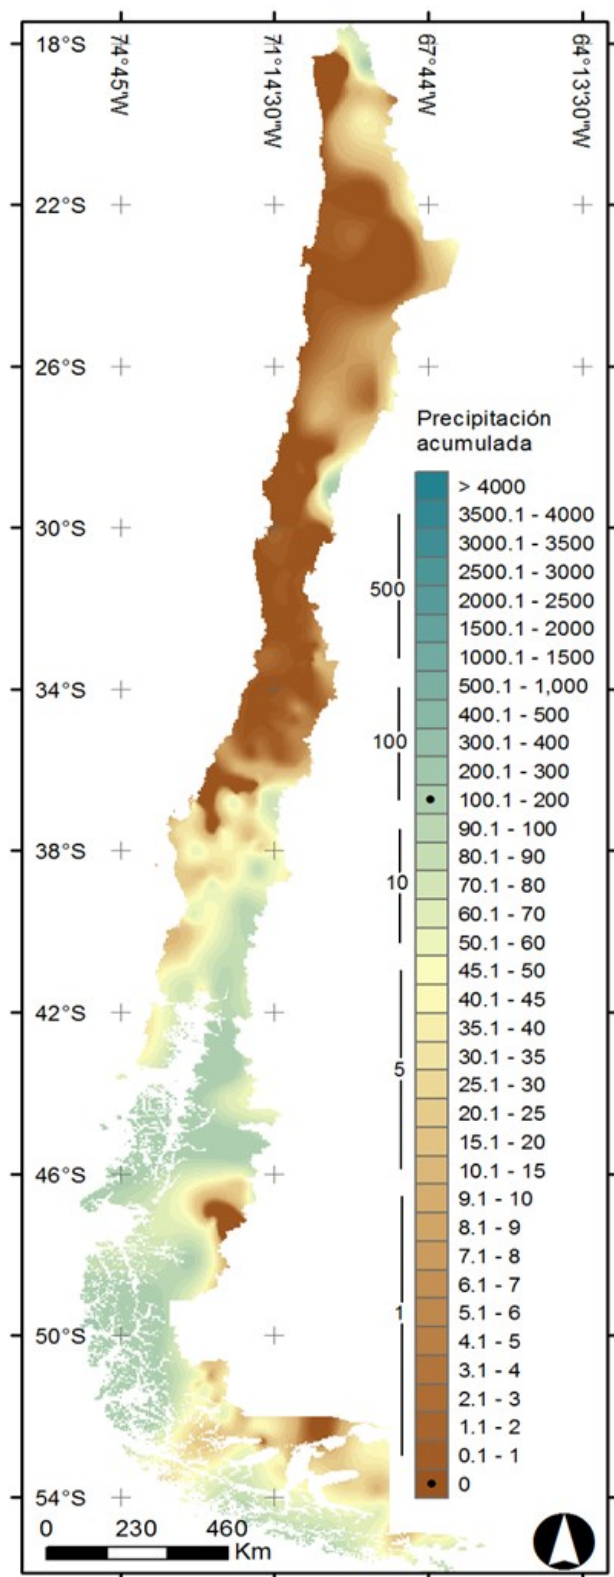 18°S
74°45'W
71°14'30"W
67°44'W
64°13'30"W
22°S
26°S
30°S
34°S
38°S
42°S
46°S
50°S
54°S
Precipitación
acumulada
> 4000
3500.1 - 4000
3000.1 - 3500
2500.1 - 3000
2000.1 - 2500
1500.1 - 2000
1000.1 - 1500
500.1 - 1,000
400.1 - 500
300.1 - 400
200.1 - 300
100.1 - 200
90.1 - 100
80.1 - 90
70.1 - 80
60.1 - 70
50.1 - 60
45.1 - 50
40.1 - 45
35.1 - 40
30.1 - 35
25.1 - 30
20.1 - 25
15.1 - 20
10.1 - 15
9.1 - 10
8.1 - 9
7.1 - 8
6.1 - 7
5.1 - 6
4.1 - 5
3.1 - 4
2.1 - 3
1.1 - 2
0.1 - 1
0
500
100
10
5
1
0 230 460
Km